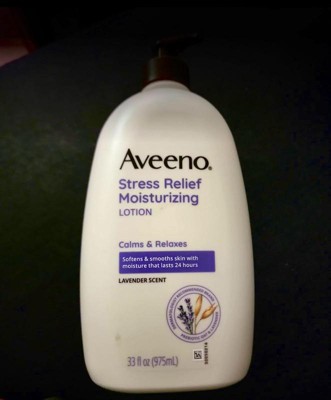 Aveeno®
Stress Relief
Moisturizing
LOTION
Calms & Relaxes
Softens & smooths skin with
moisture that lasts 24 hours
LAVENDER SCENT
33 fl oz (975mL)